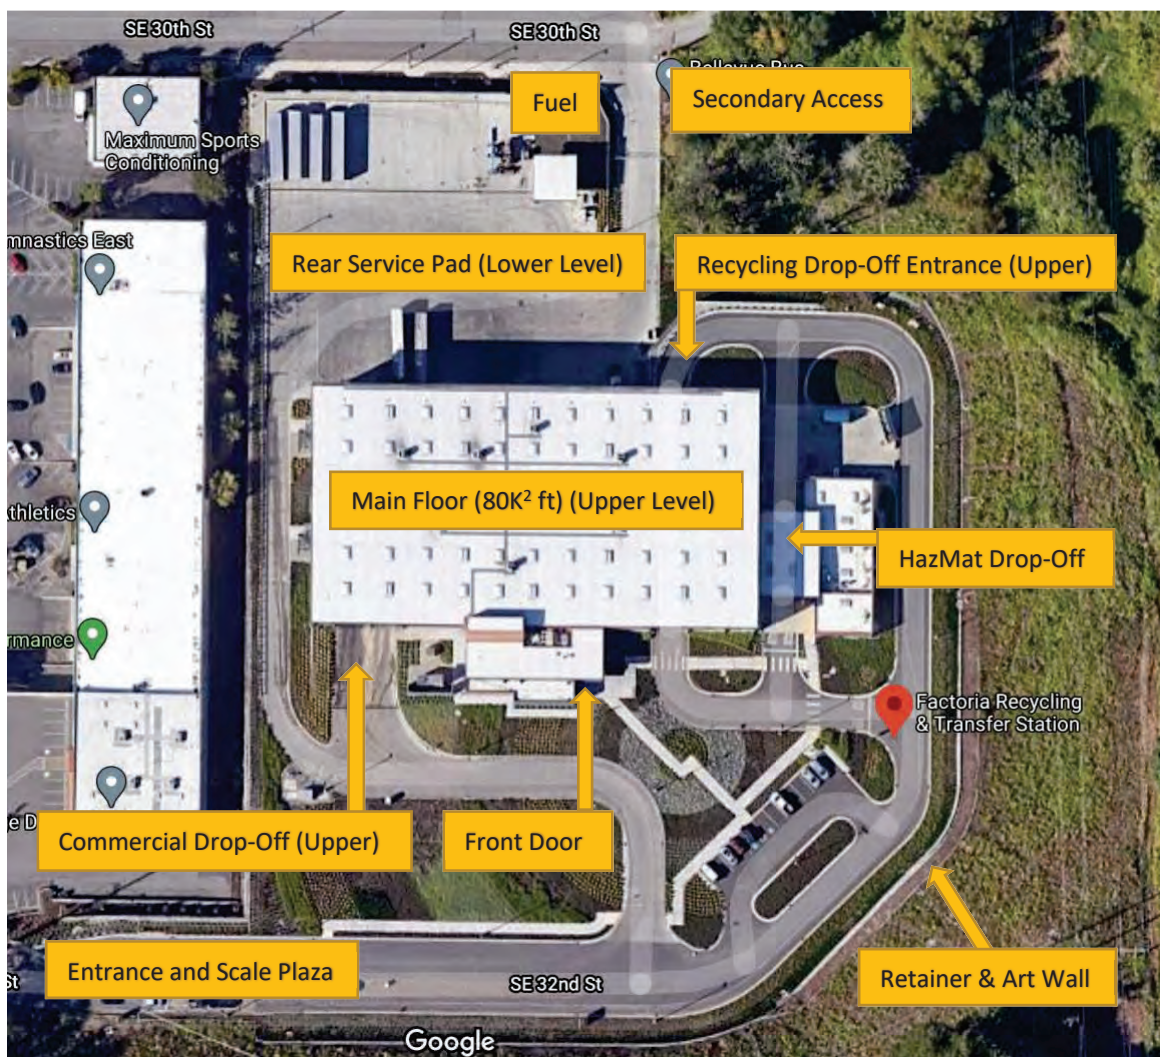 SE 30th St
SE 30th St
Fuel
Secondary Access
Maximum Sports
Conditioning
mnastics East
Rear Service Pad (Lower Level)
Recycling Drop-Off Entrance (Upper)
Main Floor (80K² ft) (Upper Level)
thletics
HazMat Drop-Off
rmance
Factoria Recycling
& Transfer Station
ge D
Commercial Drop-Off (Upper)
Front Door
Entrance and Scale Plaza
St
SE 32nd St
Retainer & Art Wall
Google